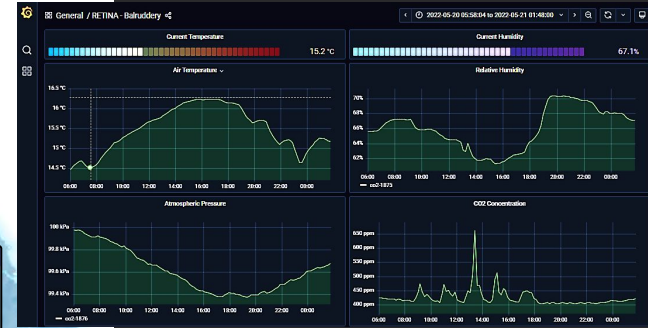 General / RETINA - Balruddery
2022-05-20 05:58:04 to 2022-05-21 01:48:00
Current Temperature
15.2 °C
Current Humidity
67.1%
Air Temperature
16.5 °C
16 °C
15.5 °C
15 °C
14.5 °C
06:00 08:00 10:00 12:00 14:00 16:00 18:00 20:00 22:00 00:00
Relative Humidity
70%
68%
66%
64%
62%
06:00 08:00 10:00 12:00 14:00 16:00 18:00 20:00 22:00 00:00
co2-1873
Atmospheric Pressure
100 kPa
99.8 kPa
99.6 kPa
99.4 kPa
06:00 08:00 10:00 12:00 14:00 16:00 18:00 20:00 22:00 00:00
co2-1876
CO2 Concentration
650 ppm
600 ppm
550 ppm
500 ppm
450 ppm
400 ppm
06:00 08:00 10:00 12:00 14:00 16:00 18:00 20:00 22:00 00:00